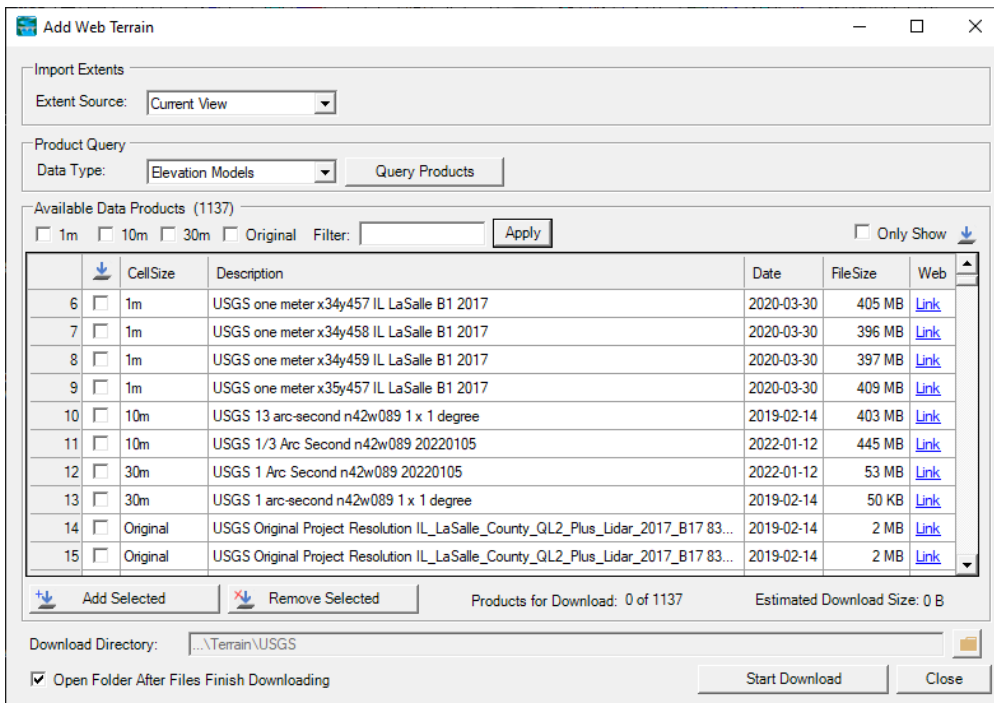 Add Web Terrain
Import Extents
Extent Source: Current View
Product Query
Data Type: Elevation Models Query Products
Available Data Products (1137)
1m 10m 30m Original Filter: Apply Only Show
CellSize Description Date FileSize Web
6 1m USGS one meter x34y457 IL LaSalle B1 2017 2020-03-30 405 MB Link
7 1m USGS one meter x34y458 IL LaSalle B1 2017 2020-03-30 396 MB Link
8 1m USGS one meter x34y459 IL LaSalle B1 2017 2020-03-30 397 MB Link
9 1m USGS one meter x35y457 IL LaSalle B1 2017 2020-03-30 409 MB Link
10 10m USGS 13 arc-second n42w089 1 x 1 degree 2019-02-14 403 MB Link
11 10m USGS 1/3 Arc Second n42w089 20220105 2022-01-12 445 MB Link
12 30m USGS 1 Arc Second n42w089 20220105 2022-01-12 53 MB Link
13 30m USGS 1 arc-second n42w089 1 x 1 degree 2019-02-14 50 KB Link
14 Original USGS Original Project Resolution IL_LaSalle_County_QL2_Plus_Lidar_2017_B17 83... 2019-02-14 2 MB Link
15 Original USGS Original Project Resolution IL_LaSalle_County_QL2_Plus_Lidar_2017_B17 83... 2019-02-14 2 MB Link
Add Selected Remove Selected Products for Download: 0 of 1137 Estimated Download Size: 0 B
Download Directory: ...\Terrain\USGS
Open Folder After Files Finish Downloading Start Download Close